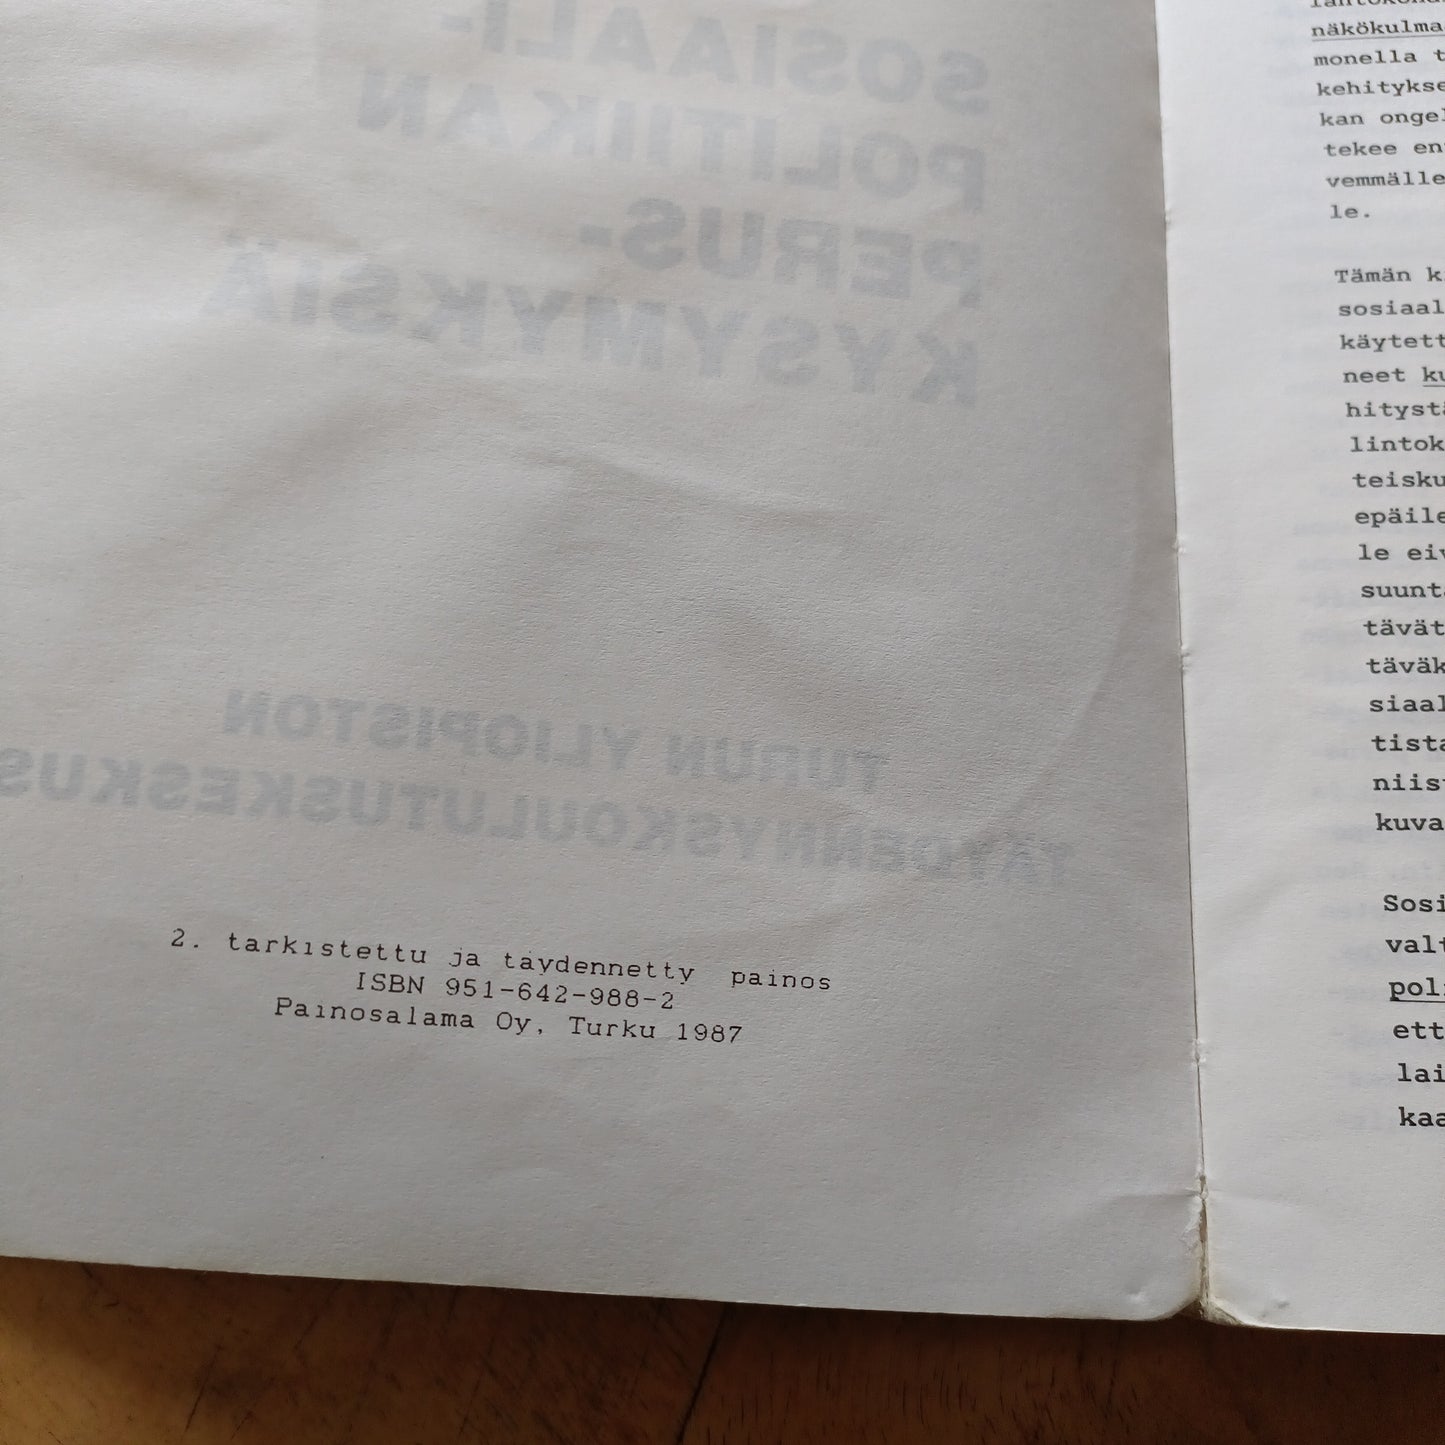 SOSIAALI-
POLITIIKAN
PERUS-
KYSYMYKSIÄ
TURUN YLIOPISTON
TÄYDENNYSKOULUTUSKESKUS
2. tarkistettu ja täydennetty painos
ISBN 951-642-988-2
Painosalama Oy, Turku 1987
näkökulma
monella t
kehitykse
kan ongel
tekee en
vemmälle
le.
Tämän k
sosiaal
käytett
neet ku
hitystä
lintok
teisku
epäile
le eiv
suunta
tävät
täväk
siaal
tista
niist
kuva
Sosi
valt
poli
ett
lai
kaa